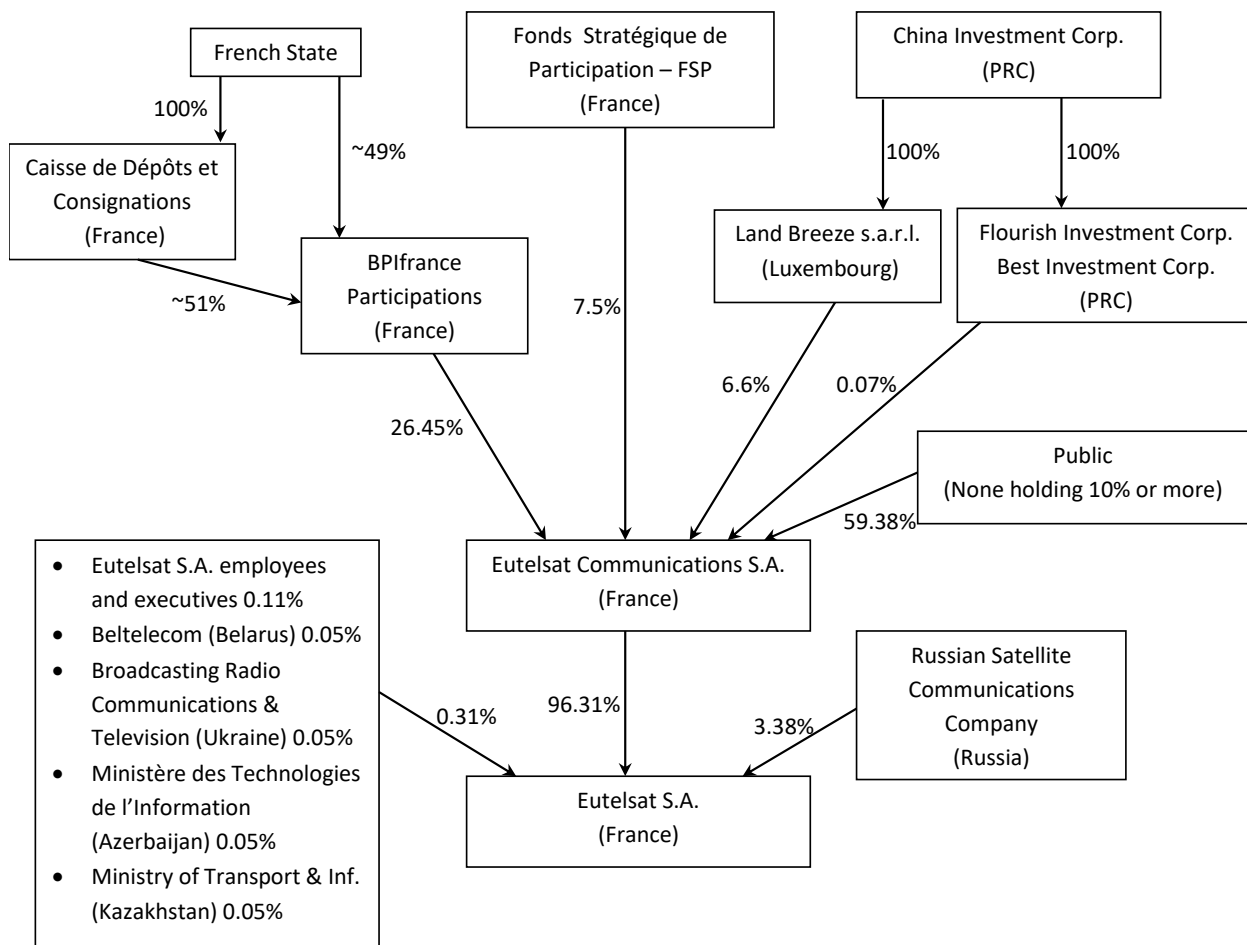 French State
Fonds Stratégique de
Participation – FSP
(France)
China Investment Corp.
(PRC)
100%
~49%
100%
100%
Caisse de Dépôts et
Consignations
(France)
Land Breeze s.a.r.l.
(Luxembourg)
Flourish Investment Corp.
Best Investment Corp.
(PRC)
BPIfrance
Participations
(France)
~51%
7.5%
6.6%
0.07%
26.45%
Public
(None holding 10% or more)
59.38%
Eutelsat Communications S.A.
(France)
• Eutelsat S.A. employees
and executives 0.11%
• Beltelecom (Belarus) 0.05%
• Broadcasting Radio
Communications &
Television (Ukraine) 0.05%
• Ministère des Technologies
de l’Information
(Azerbaijan) 0.05%
• Ministry of Transport & Inf.
(Kazakhstan) 0.05%
0.31%
96.31%
3.38%
Russian Satellite
Communications
Company
(Russia)
Eutelsat S.A.
(France)